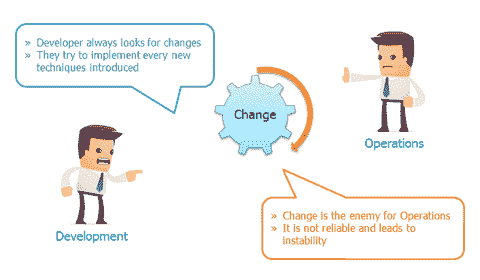 » Developer always looks for changes
» They try to implement every new
techniques introduced
Change
Operations
Development
» Change is the enemy for Operations
» It is not reliable and leads to
instability